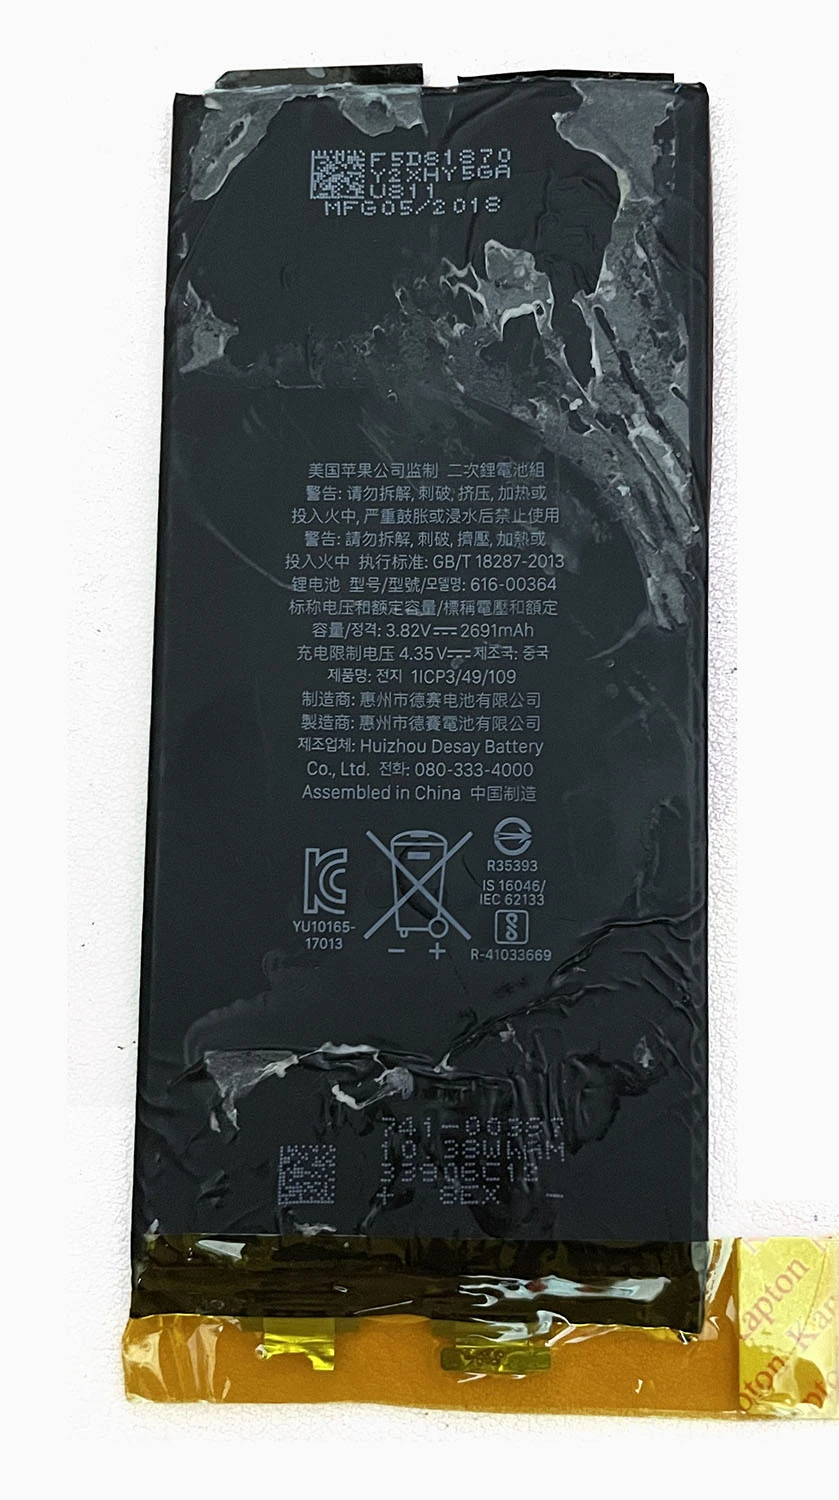 F5D81870
YZXHY5GA
U811
MFG05/2018
美国苹果公司监制 二次鋰電池組
警告: 请勿拆解, 刺破, 挤压, 加热或
投入火中, 严重鼓胀或浸水后禁止使用
警告: 請勿拆解, 刺破, 擠壓, 加熱或
投入火中 执行标准: GB/T 18287-2013
锂电池 型号/型號/모델명: 616-00364
标称电压和额定容量/標稱電壓和額定
容量/정격: 3.82V⎓2691mAh
充电限制电压 4.35V⎓제조국: 중국
제품명: 전지 1ICP3/49/109
制造商: 惠州市德赛电池有限公司
製造商: 惠州市德賽電池有限公司
제조업체: Huizhou Desay Battery
Co., Ltd. 전화: 080-333-4000
Assembled in China 中国制造
R35393
IS 16046/
IEC 62133
R-41033669
YU10165-
17013
− +
+ SEX −
Kapton